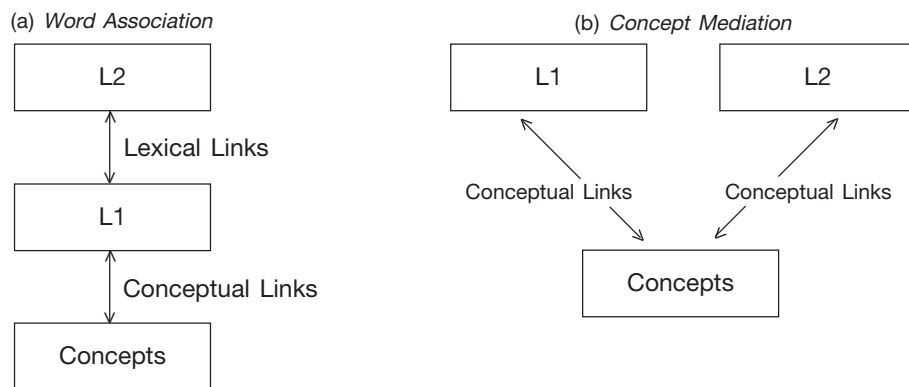 (a) Word Association
L2
Lexical Links
L1
Conceptual Links
Concepts
(b) Concept Mediation
L1
L2
Conceptual Links
Conceptual Links
Concepts